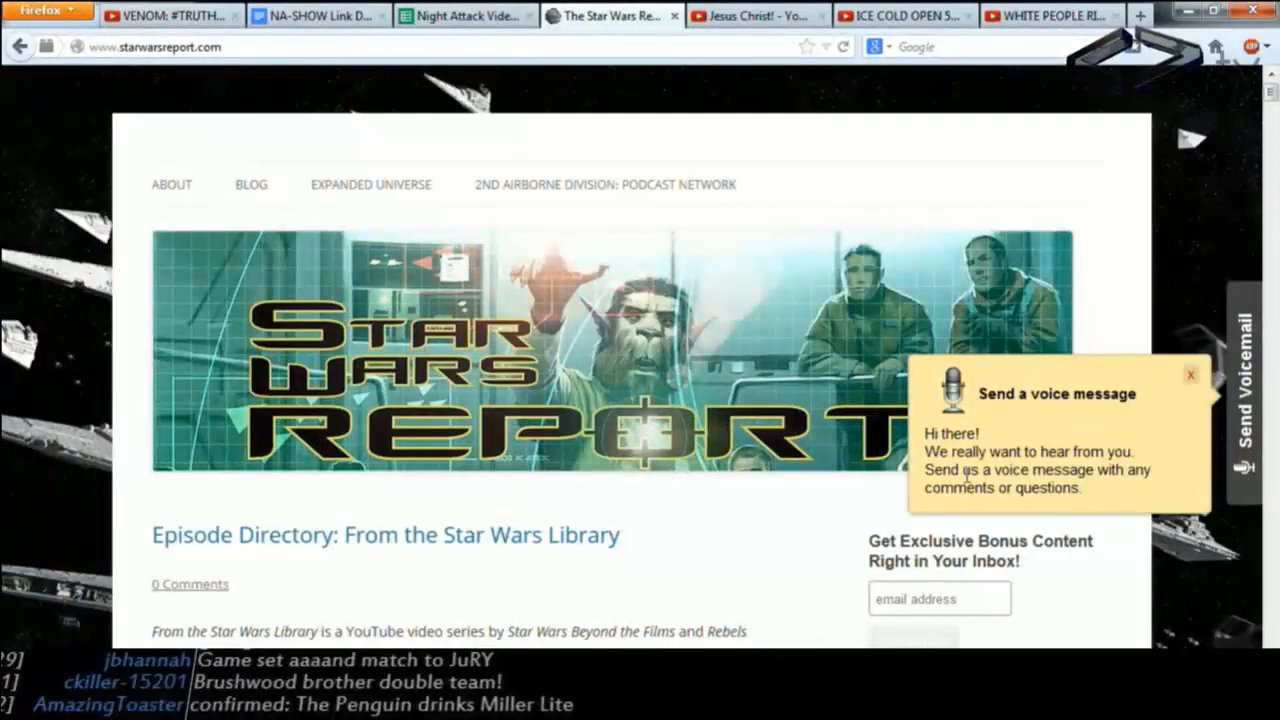 Firefox
VENOM: #TRUTH...
NA-SHOW Link D...
Night Attack Vide...
The Star Wars Re...
Jesus Christ! - Yo...
ICE COLD OPEN 5...
WHITE PEOPLE RI...
www.starwarsreport.com
Google
ABP
tv
ABOUT
BLOG
EXPANDED UNIVERSE
2ND AIRBORNE DIVISION: PODCAST NETWORK
STAR
WARS
REPORT
Send a voice message
X
Hi there!
We really want to hear from you.
Send us a voice message with any
comments or questions.
Send Voicemail
Episode Directory: From the Star Wars Library
0 Comments
From the Star Wars Library is a YouTube video series by Star Wars Beyond the Films and Rebels
Get Exclusive Bonus Content
Right in Your Inbox!
email address
29] jbhannah Game set aaaand match to JuRY
1] ckiller-15201 Brushwood brother double team!
2] AmazingToaster confirmed: The Penguin drinks Miller Lite